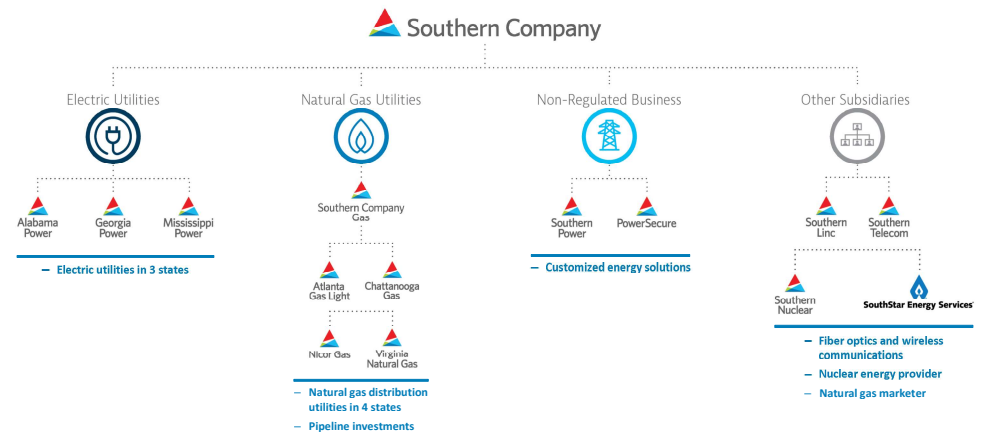 Southern Company
Electric Utilities
Natural Gas Utilities
Non-Regulated Business
Other Subsidiaries
Alabama
Power
Georgia
Power
Mississippi
Power
– Electric utilities in 3 states
Southern Company
Gas
Atlanta
Gas Light
Chattanooga
Gas
Nicor Gas
Virginia
Natural Gas
– Natural gas distribution
utilities in 4 states
– Pipeline investments
Southern
Power
PowerSecure
– Customized energy solutions
Southern
Linc
Southern
Telecom
Southern
Nuclear
SouthStar Energy Services
– Fiber optics and wireless
communications
– Nuclear energy provider
– Natural gas marketer